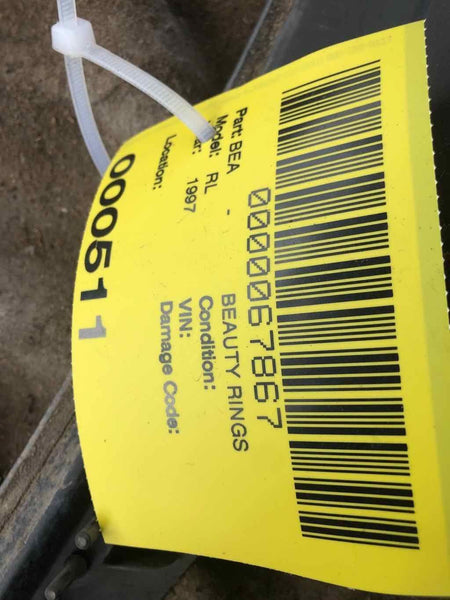 0000067867
Part: BEA - BEAUTY RINGS
Model: RL Condition:
1997 VIN:
Damage Code:
Location:
000511